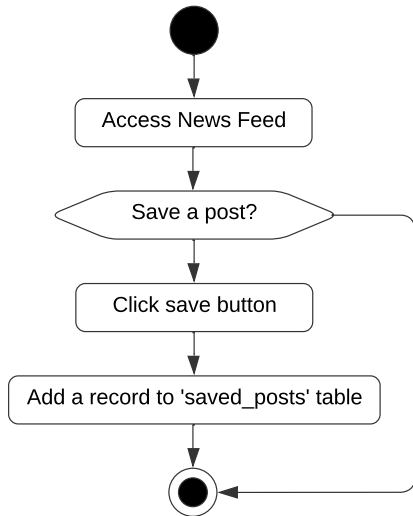 Access News Feed
Save a post?
Click save button
Add a record to 'saved_posts' table